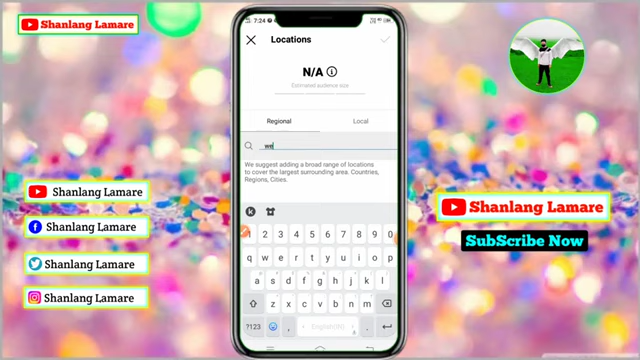 Shanlang Lamare
7:24
Locations
N/A
Estimated audience size
Regional
Local
we
We suggest adding a broad range of locations
to cover the largest surrounding area. Countries,
Regions, Cities.
1 2 3 4 5 6 7 8 9 0
q w e r t y u i o p
a s d f g h j k l
z x c v b n m
?123
,
English(IN)
.
Shanlang Lamare
Shanlang Lamare
Shanlang Lamare
Shanlang Lamare
Shanlang Lamare
SubScribe Now